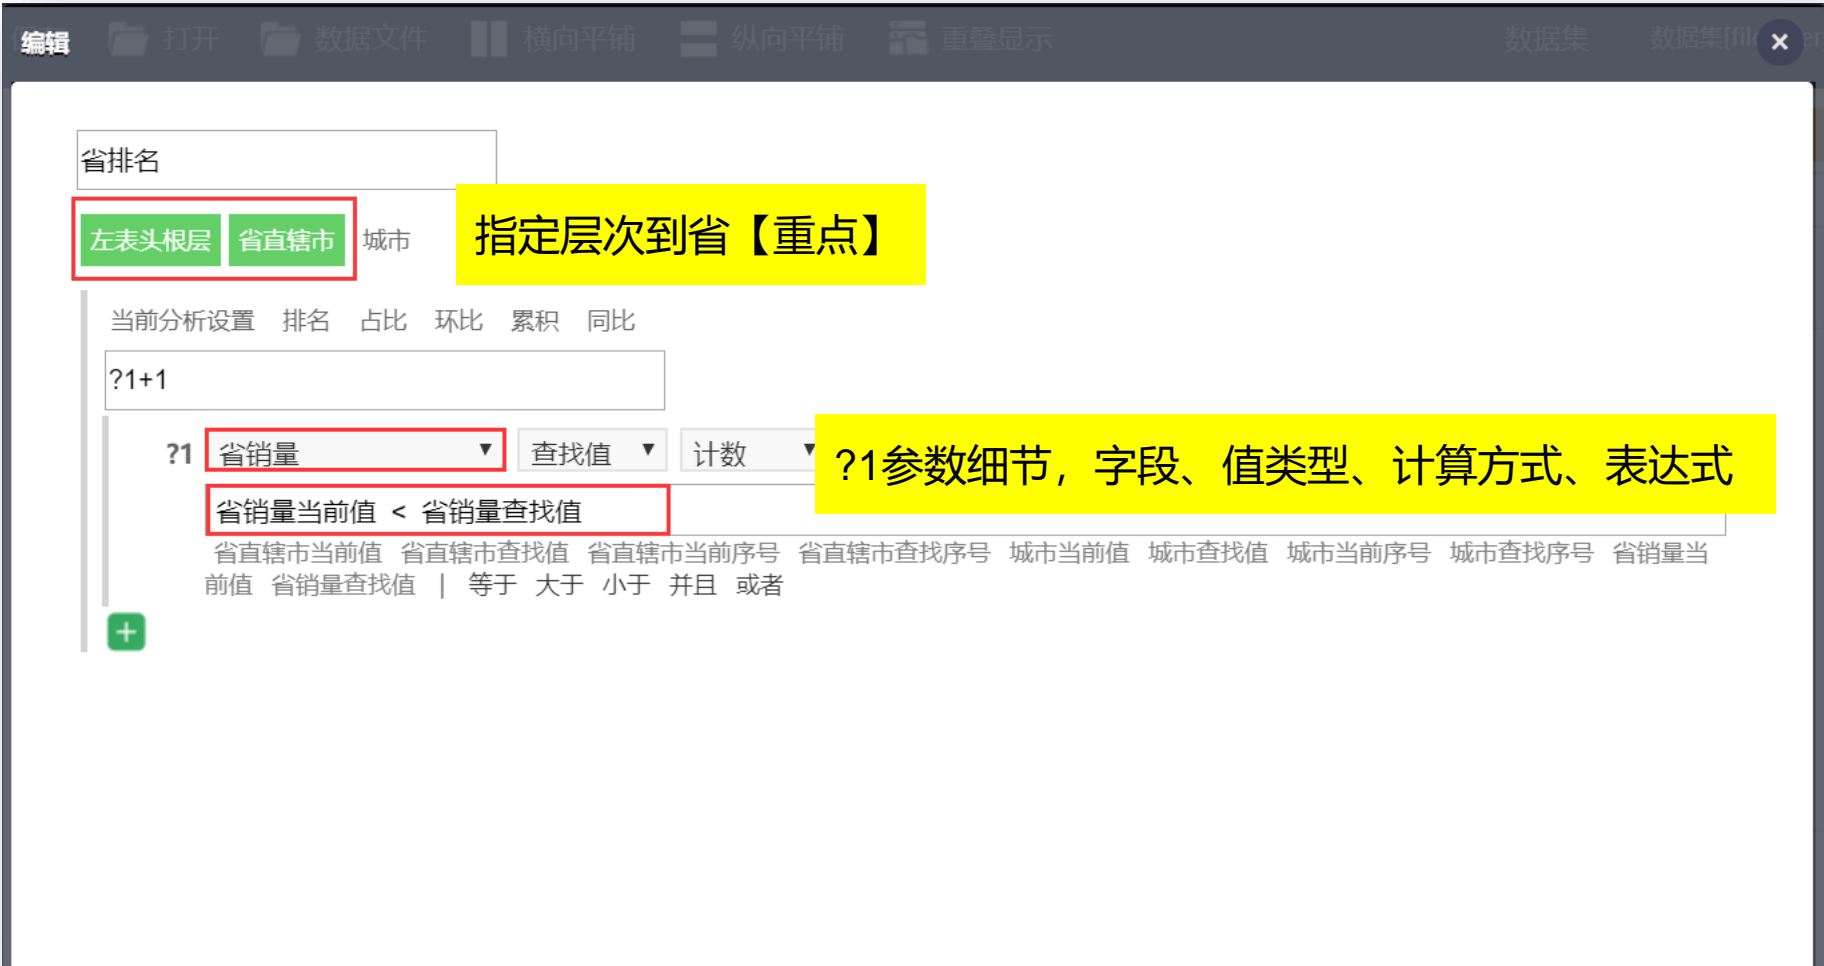 编辑 打开 数据文件 横向平铺 纵向平铺 重叠显示 数据集 数据集[fil
省排名
左表头根层 省直辖市 城市 指定层次到省【重点】
当前分析设置 排名 占比 环比 累积 同比
?1+1
?1 省销量 查找值 计数 ?1参数细节，字段、值类型、计算方式、表达式
省销量当前值 < 省销量查找值
省直辖市当前值 省直辖市查找值 省直辖市当前序号 省直辖市查找序号 城市当前值 城市查找值 城市当前序号 城市查找序号 省销量当
前值 省销量查找值 | 等于 大于 小于 并且 或者